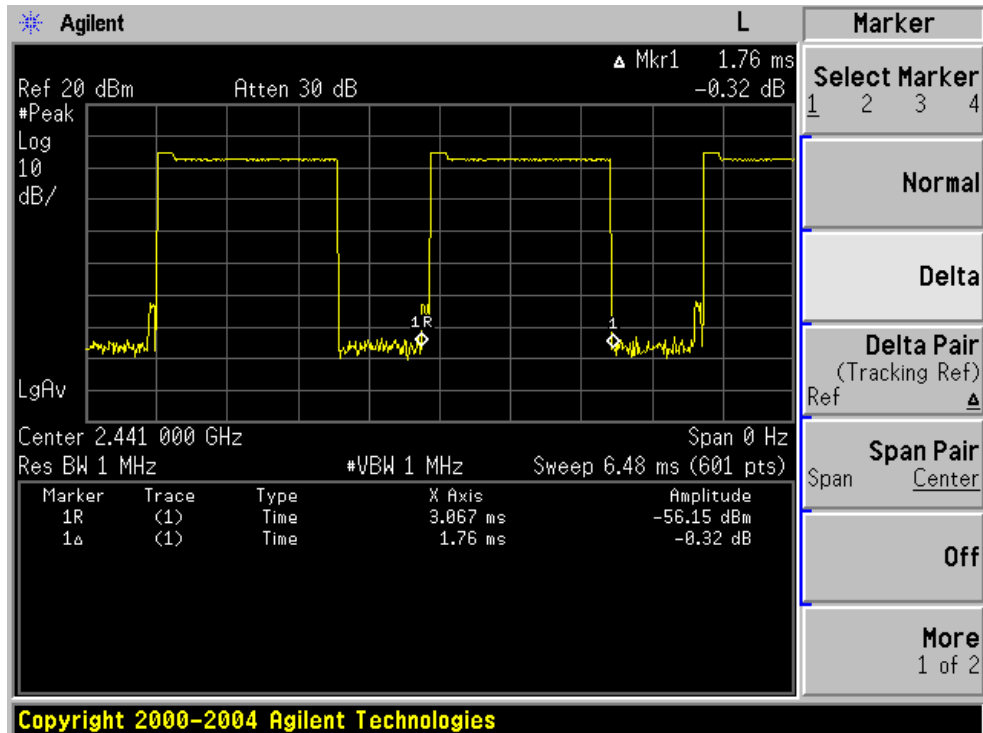 Agilent L
Δ Mkr1 1.76 ms
Ref 20 dBm Atten 30 dB −0.32 dB
#Peak
Log
10
dB/
1R 1
LgAv
Center 2.441 000 GHz Span 0 Hz
Res BW 1 MHz #VBW 1 MHz Sweep 6.48 ms (601 pts)
Marker Trace Type X Axis Amplitude
1R (1) Time 3.067 ms −56.15 dBm
1Δ (1) Time 1.76 ms −0.32 dB
Copyright 2000-2004 Agilent Technologies
Marker
Select Marker
1 2 3 4
Normal
Delta
Delta Pair
(Tracking Ref)
Ref Δ
Span Pair
Span Center
Off
More
1 of 2